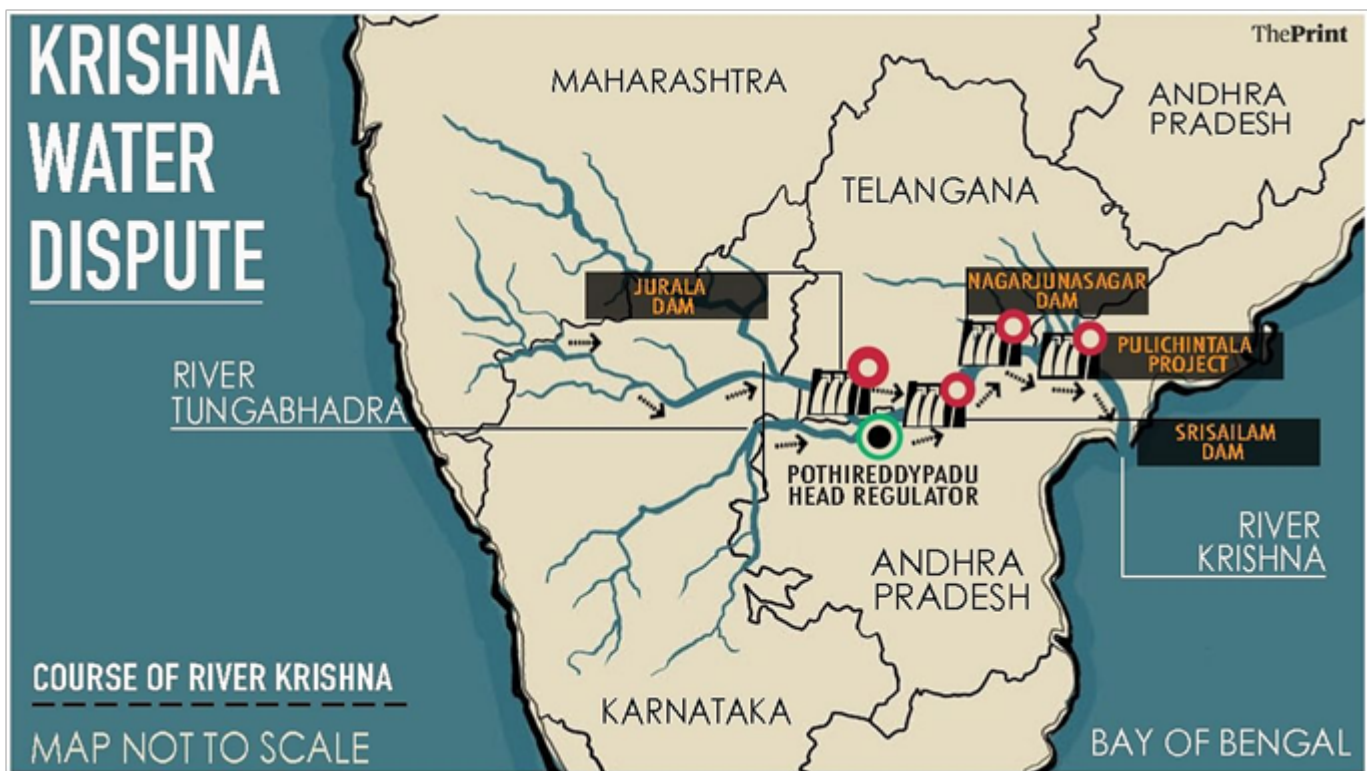 KRISHNA
WATER
DISPUTE
ThePrint
MAHARASHTRA
ANDHRA
PRADESH
TELANGANA
JURALA
DAM
NAGARJUNASAGAR
DAM
PULICHINTALA
PROJECT
RIVER
TUNGABHADRA
SRISAILAM
DAM
POTHIREDDYPADU
HEAD REGULATOR
RIVER
KRISHNA
ANDHRA
PRADESH
COURSE OF RIVER KRISHNA
KARNATAKA
MAP NOT TO SCALE
BAY OF BENGAL